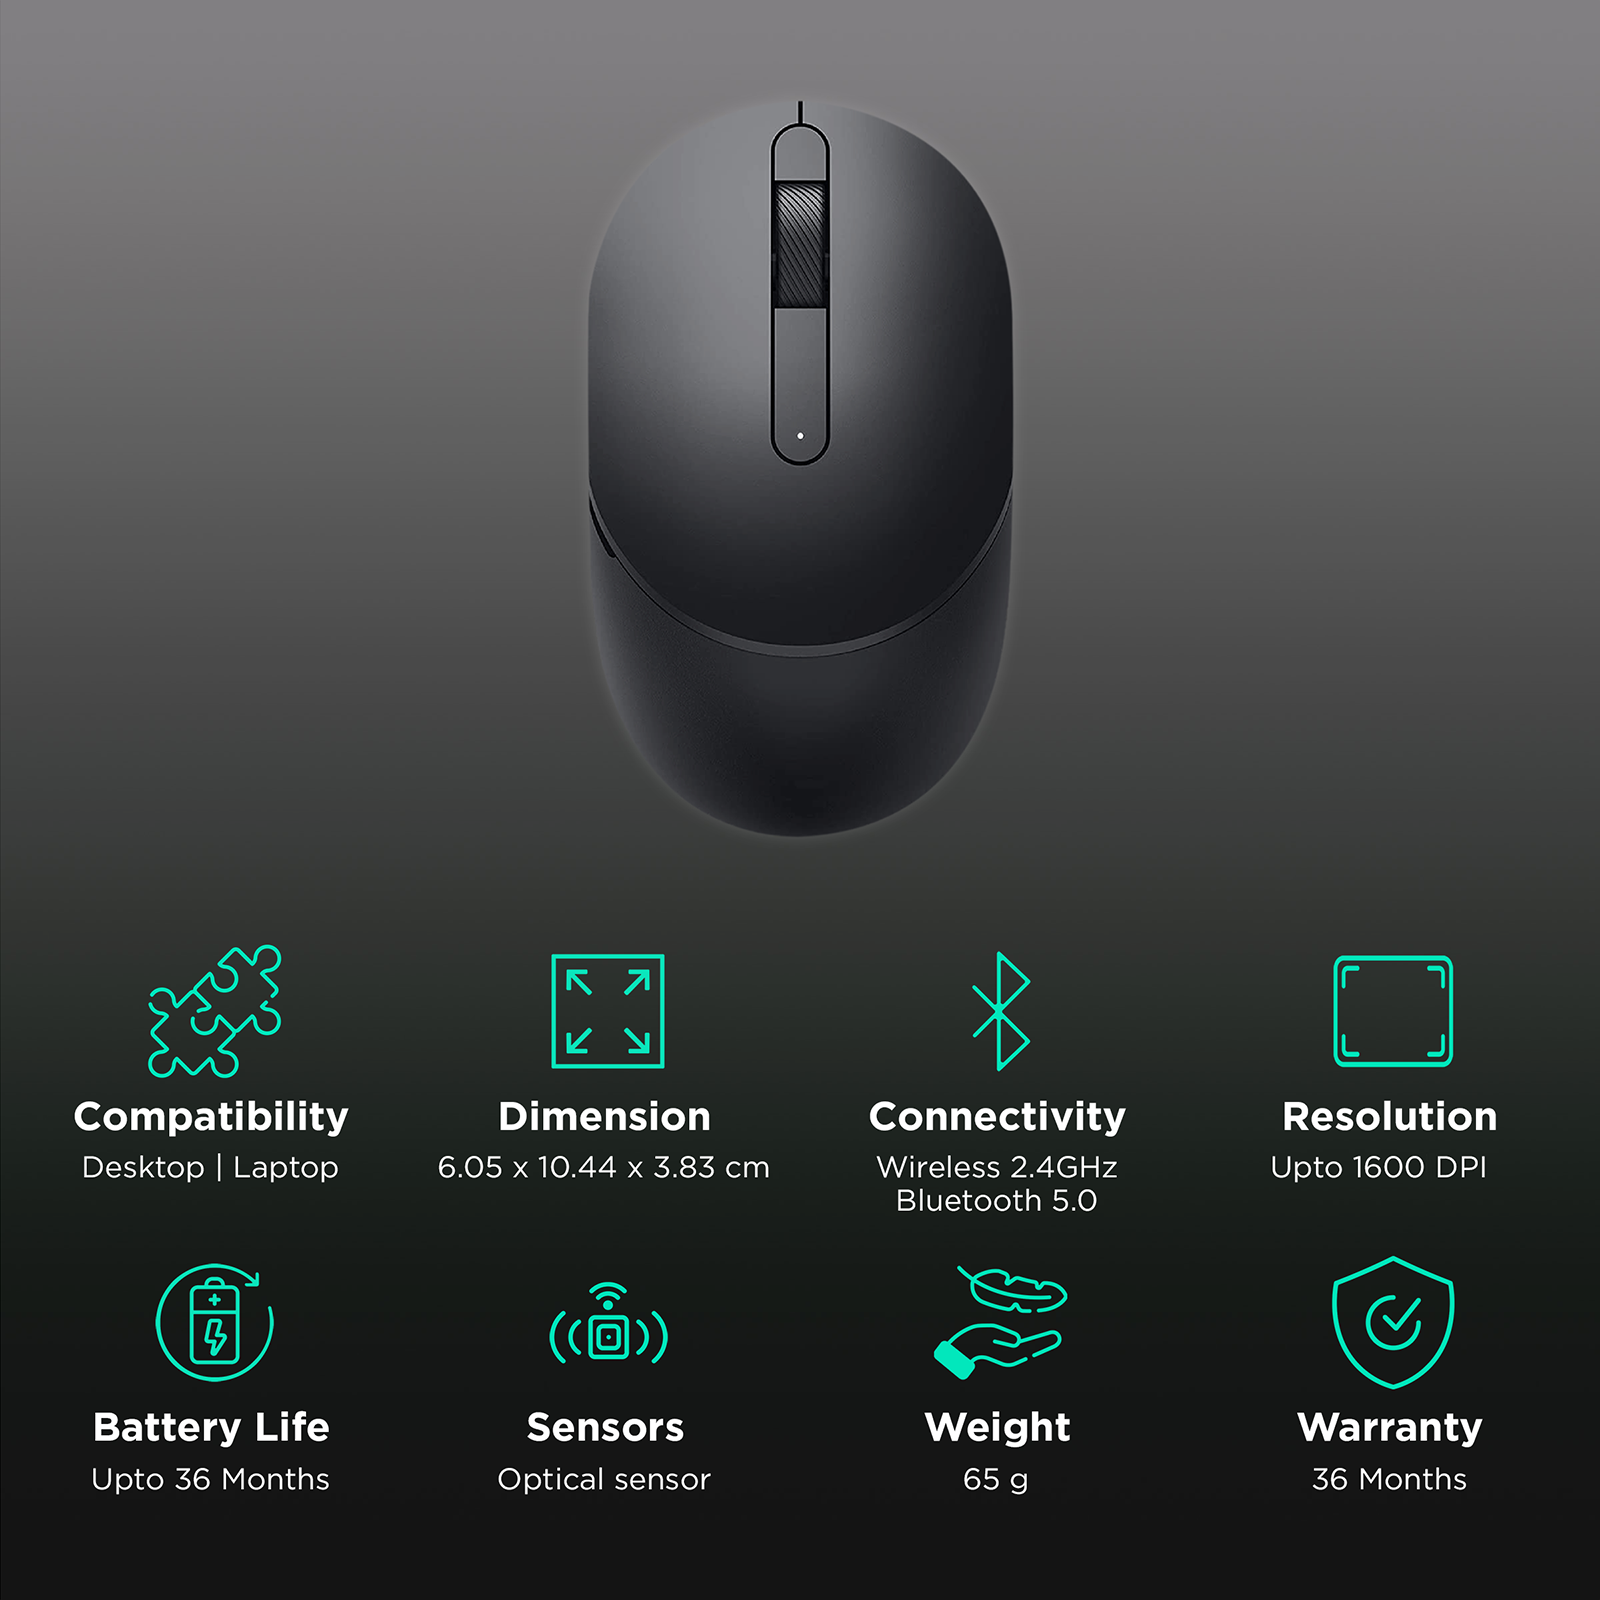 Compatibility
Desktop | Laptop
Dimension
6.05 x 10.44 x 3.83 cm
Connectivity
Wireless 2.4GHz
Bluetooth 5.0
Resolution
Upto 1600 DPI
Battery Life
Upto 36 Months
Sensors
Optical sensor
Weight
65 g
Warranty
36 Months